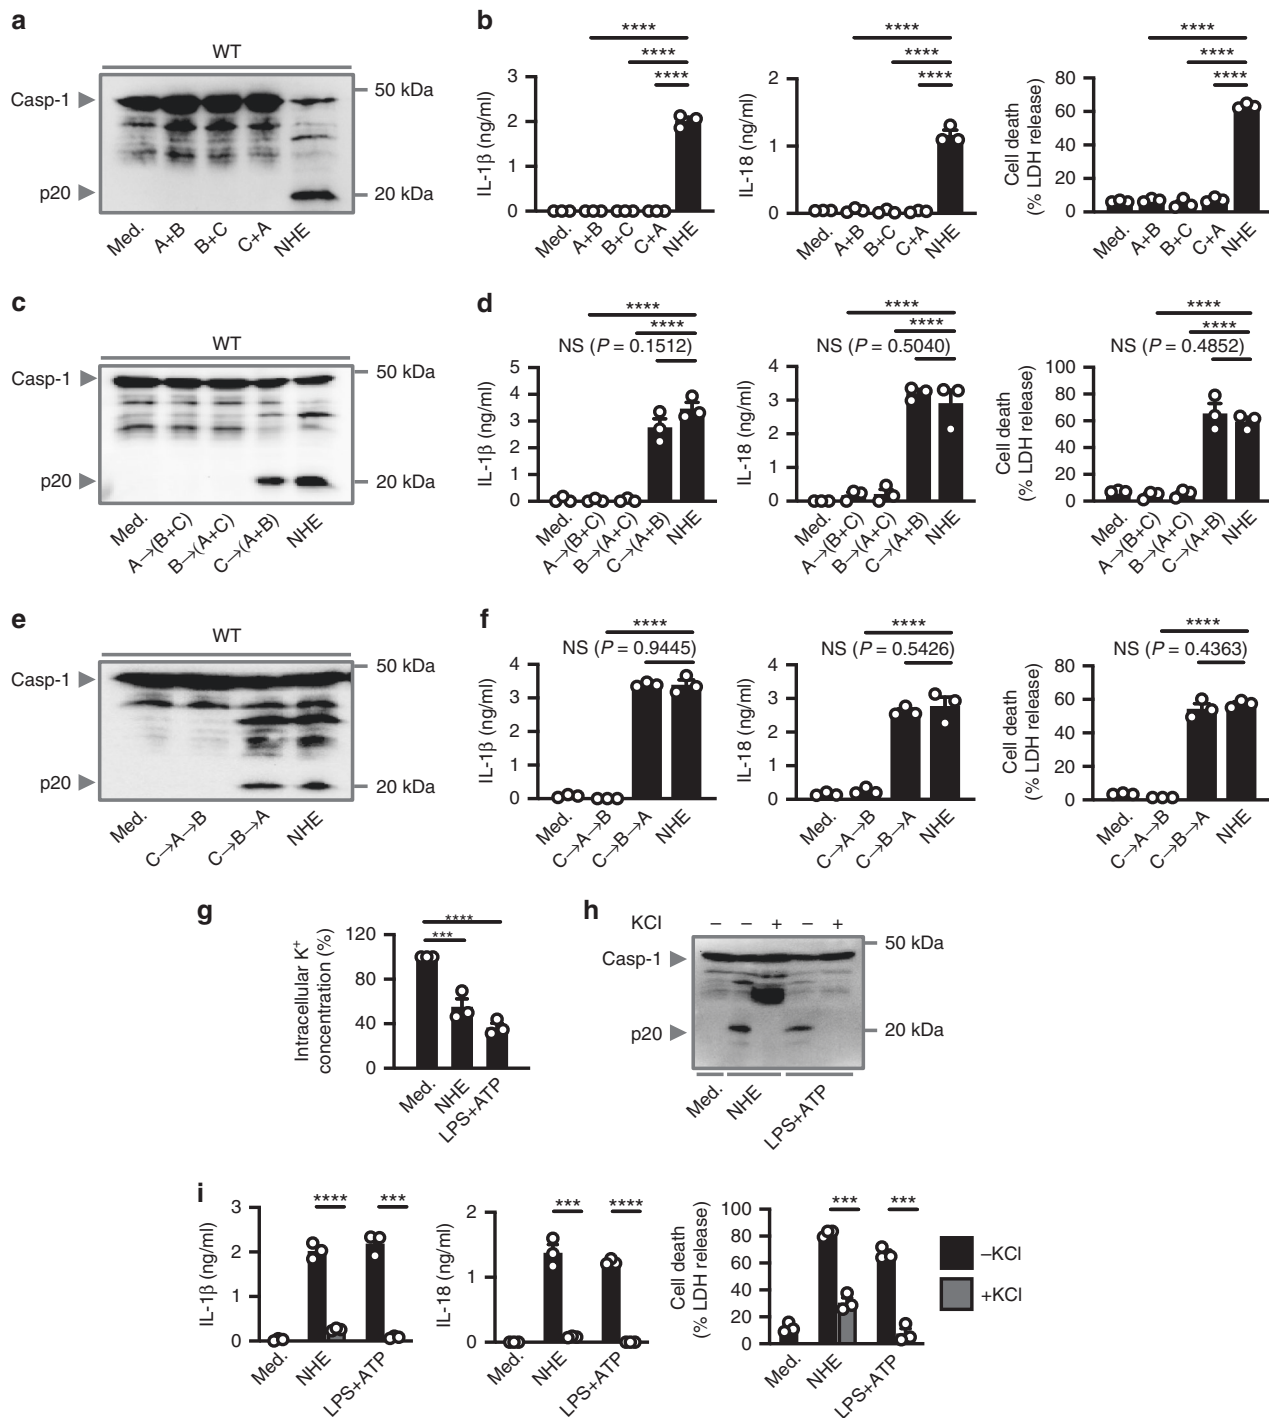 a
WT
Casp-1
50 kDa
p20
20 kDa
Med.
A+B
B+C
C+A
NHE
b
****
****
****
IL-1β (ng/ml)
3
2
1
0
Med.
A+B
B+C
C+A
NHE
****
****
****
IL-18 (ng/ml)
2
1
0
Med.
A+B
B+C
C+A
NHE
****
****
****
Cell death
(% LDH release)
80
60
40
20
0
Med.
A+B
B+C
C+A
NHE
c
WT
Casp-1
50 kDa
p20
20 kDa
Med.
A→(B+C)
B→(A+C)
C→(A+B)
NHE
d
****
****
NS (P = 0.1512)
IL-1β (ng/ml)
5
4
3
2
1
0
Med.
A→(B+C)
B→(A+C)
C→(A+B)
NHE
****
****
NS (P = 0.5040)
IL-18 (ng/ml)
4
3
2
1
0
Med.
A→(B+C)
B→(A+C)
C→(A+B)
NHE
****
****
NS (P = 0.4852)
Cell death
(% LDH release)
100
80
60
40
20
0
Med.
A→(B+C)
B→(A+C)
C→(A+B)
NHE
e
WT
Casp-1
50 kDa
p20
20 kDa
Med.
C→A→B
C→B→A
NHE
f
****
NS (P = 0.9445)
IL-1β (ng/ml)
4
3
2
1
0
Med.
C→A→B
C→B→A
NHE
****
NS (P = 0.5426)
IL-18 (ng/ml)
4
3
2
1
0
Med.
C→A→B
C→B→A
NHE
****
NS (P = 0.4363)
Cell death
(% LDH release)
80
60
40
20
0
Med.
C→A→B
C→B→A
NHE
g
****
***
Intracellular K+
concentration (%)
120
80
40
0
Med.
NHE
LPS+ATP
h
KCl – – + – +
Casp-1
50 kDa
p20
20 kDa
Med.
NHE
LPS+ATP
i
****
***
IL-1β (ng/ml)
3
2
1
0
Med.
NHE
LPS+ATP
***
****
IL-18 (ng/ml)
2
1
0
Med.
NHE
LPS+ATP
***
***
Cell death
(% LDH release)
100
80
60
40
20
0
Med.
NHE
LPS+ATP
–KCl
+KCl